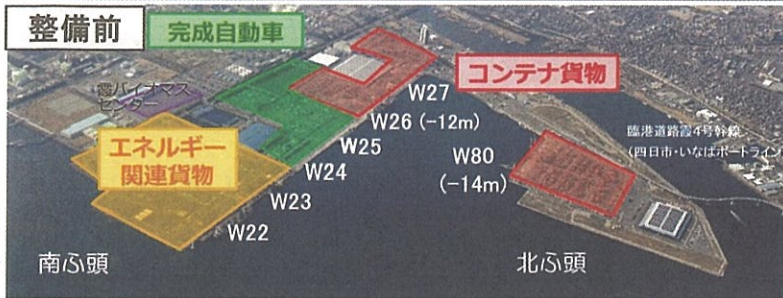 整備前
完成自動車
コンテナ貨物
霞バイオマス
センター
エネルギー
関連貨物
W27
W26 (-12m)
W25
W24
W23
W22
W80
(-14m)
臨港道路霞4号幹線
(四日市・いなばポートライン)
南ふ頭
北ふ頭